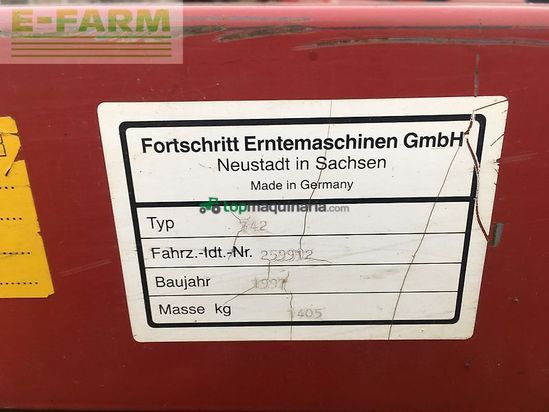 E-FARM
Fortschritt Erntemaschinen GmbH
Neustadt in Sachsen
Made in Germany
topmaquinaria.com
Typ 742
Fahrz.-Idt.-Nr. 259912
Baujahr 1997
Masse kg 1405